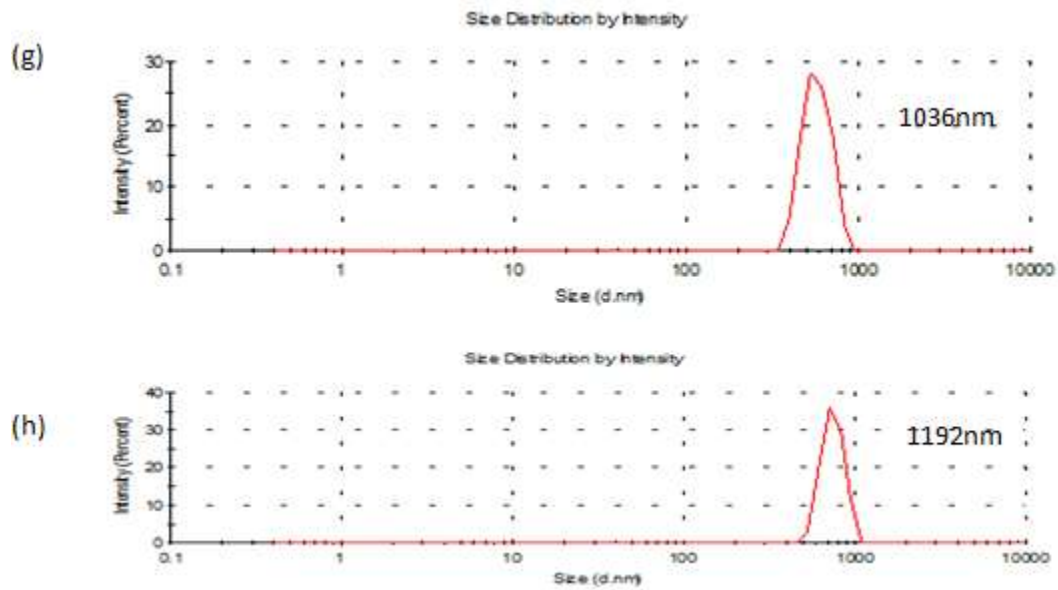 Size Distribution by Intensity
(g)
Intensity (Percent)
30
20
10
0
1036nm
0.1 1 10 100 1000 10000
Size (d.nm)
Size Distribution by Intensity
(h)
Intensity (Percent)
40
30
20
10
0
1192nm
0.1 1 10 100 1000 10000
Size (d.nm)